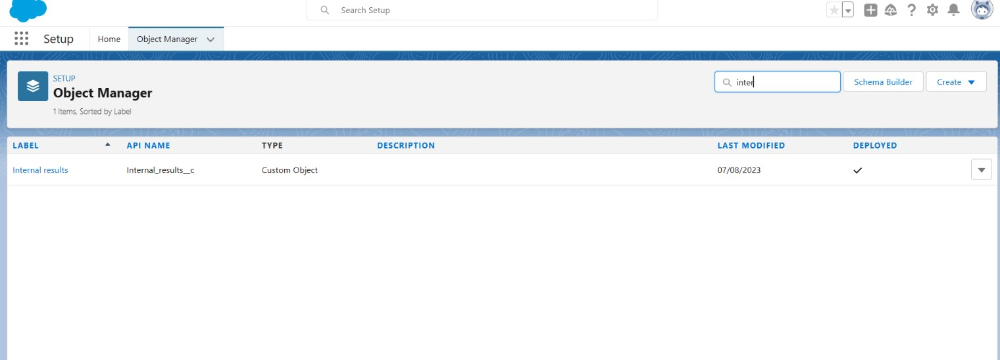 Search Setup
Setup Home Object Manager
SETUP
Object Manager
1 Items, Sorted by Label
inter
Schema Builder
Create
LABEL API NAME TYPE DESCRIPTION LAST MODIFIED DEPLOYED
Internal results Internal_results__c Custom Object 07/08/2023